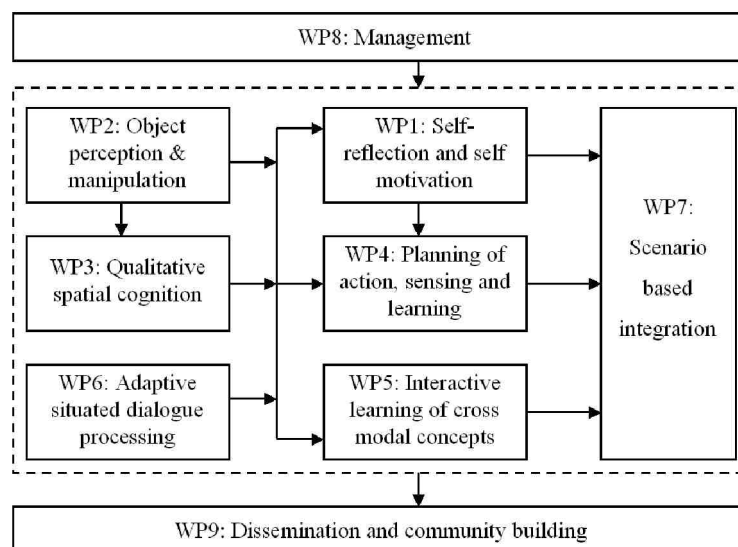 WP8: Management
WP2: Object
perception &
manipulation
WP1: Self-
reflection and self
motivation
WP3: Qualitative
spatial cognition
WP4: Planning of
action, sensing and
learning
WP6: Adaptive
situated dialogue
processing
WP5: Interactive
learning of cross
modal concepts
WP7:
Scenario
based
integration
WP9: Dissemination and community building